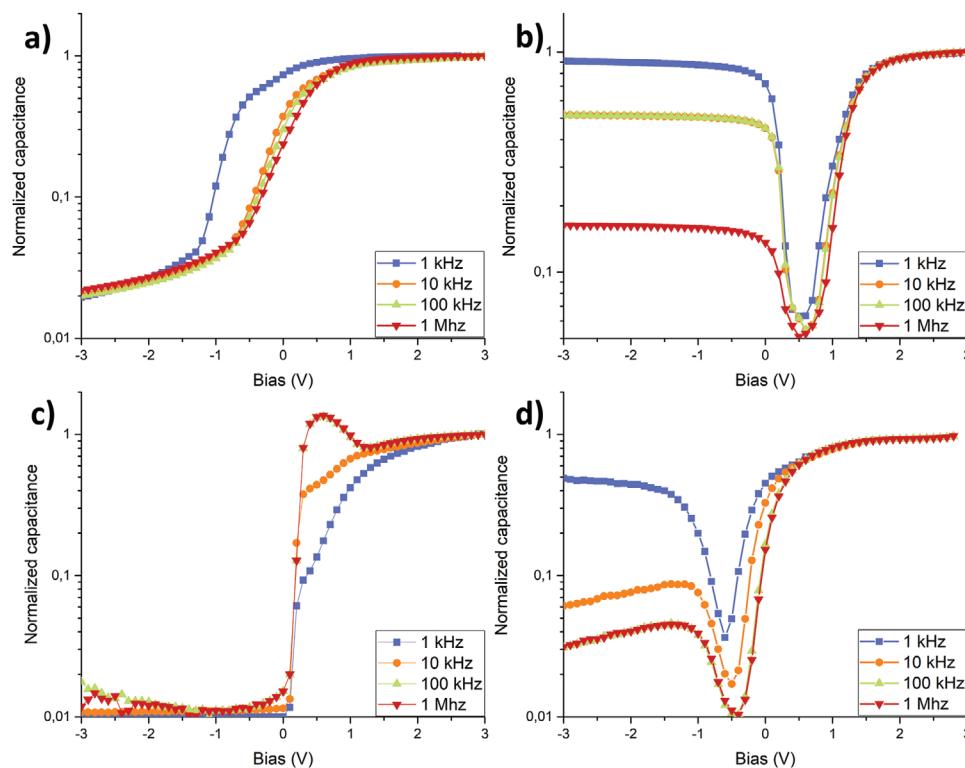 a)
Normalized capacitance
1
0,1
0,01
-3 -2 -1 0 1 2 3
Bias (V)
1 kHz
10 kHz
100 kHz
1 Mhz
b)
Normalized capacitance
1
0,1
-3 -2 -1 0 1 2 3
Bias (V)
1 kHz
10 kHz
100 kHz
1 Mhz
c)
Normalized capacitance
1
0,1
0,01
-3 -2 -1 0 1 2 3
Bias (V)
1 kHz
10 kHz
100 kHz
1 Mhz
d)
Normalized capacitance
1
0,1
0,01
-3 -2 -1 0 1 2 3
Bias (V)
1 kHz
10 kHz
100 kHz
1 Mhz